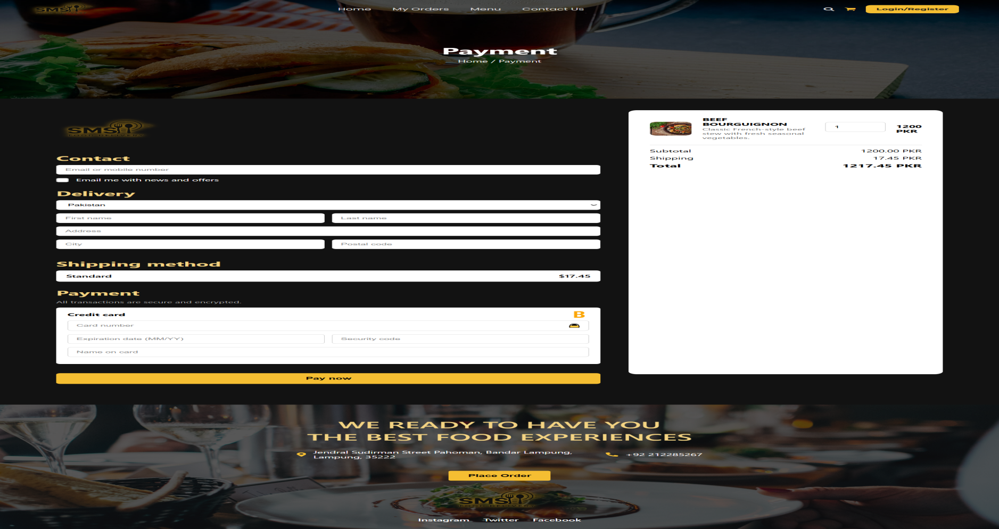 SMS
Home My Orders Menu Contact Us
Login/Register
Payment
Home / Payment
SMS
FOOD DELIVERY
Contact
Email or mobile number
Email me with news and offers
Delivery
Pakistan
First name Last name
Address
City Postal code
Shipping method
Standard $17.45
Payment
All transactions are secure and encrypted.
Credit card B
Card number
Expiration date (MM/YY) Security code
Name on card
Pay now
BEEF
BOURGUIGNON
Classic French-style beef
stew with fresh seasonal
vegetables.
1
1200
PKR
Subtotal 1200.00 PKR
Shipping 17.45 PKR
Total 1217.45 PKR
WE READY TO HAVE YOU
THE BEST FOOD EXPERIENCES
Jendral Sudirman Street Pahoman, Bandar Lampung,
Lampung, 35222
+92 212285267
Place Order
SMS
FOOD DELIVERY
Instagram Twitter Facebook